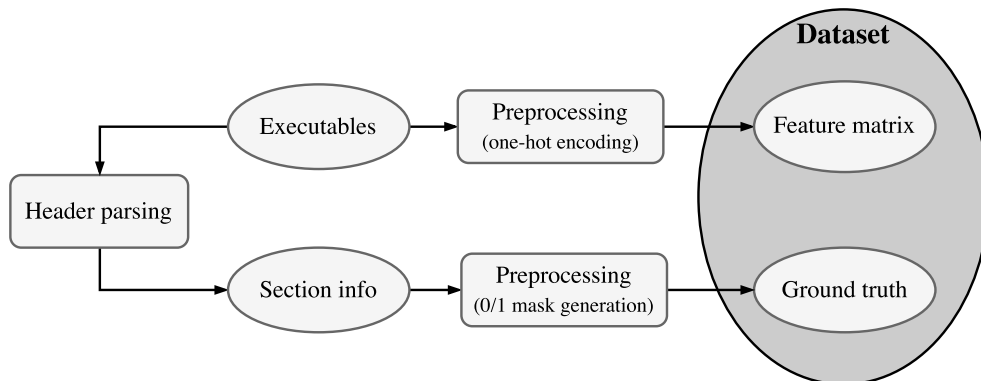 Dataset
Executables
Preprocessing
(one-hot encoding)
Feature matrix
Header parsing
Section info
Preprocessing
(0/1 mask generation)
Ground truth